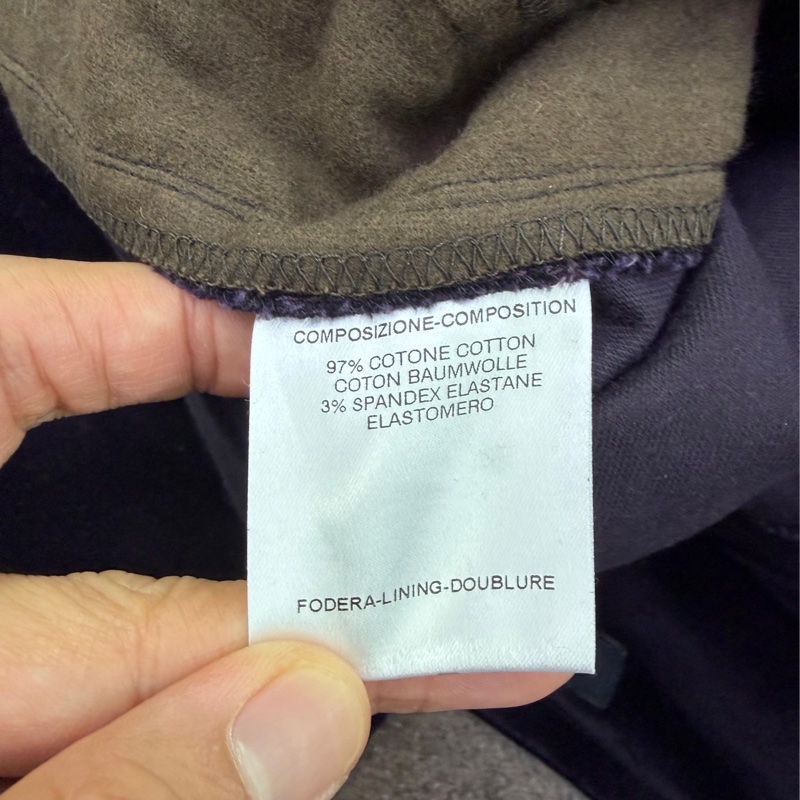 COMPOSIZIONE-COMPOSITION
97% COTONE COTTON
COTON BAUMWOLLE
3% SPANDEX ELASTANE
ELASTOMERO
FODERA-LINING-DOUBLURE